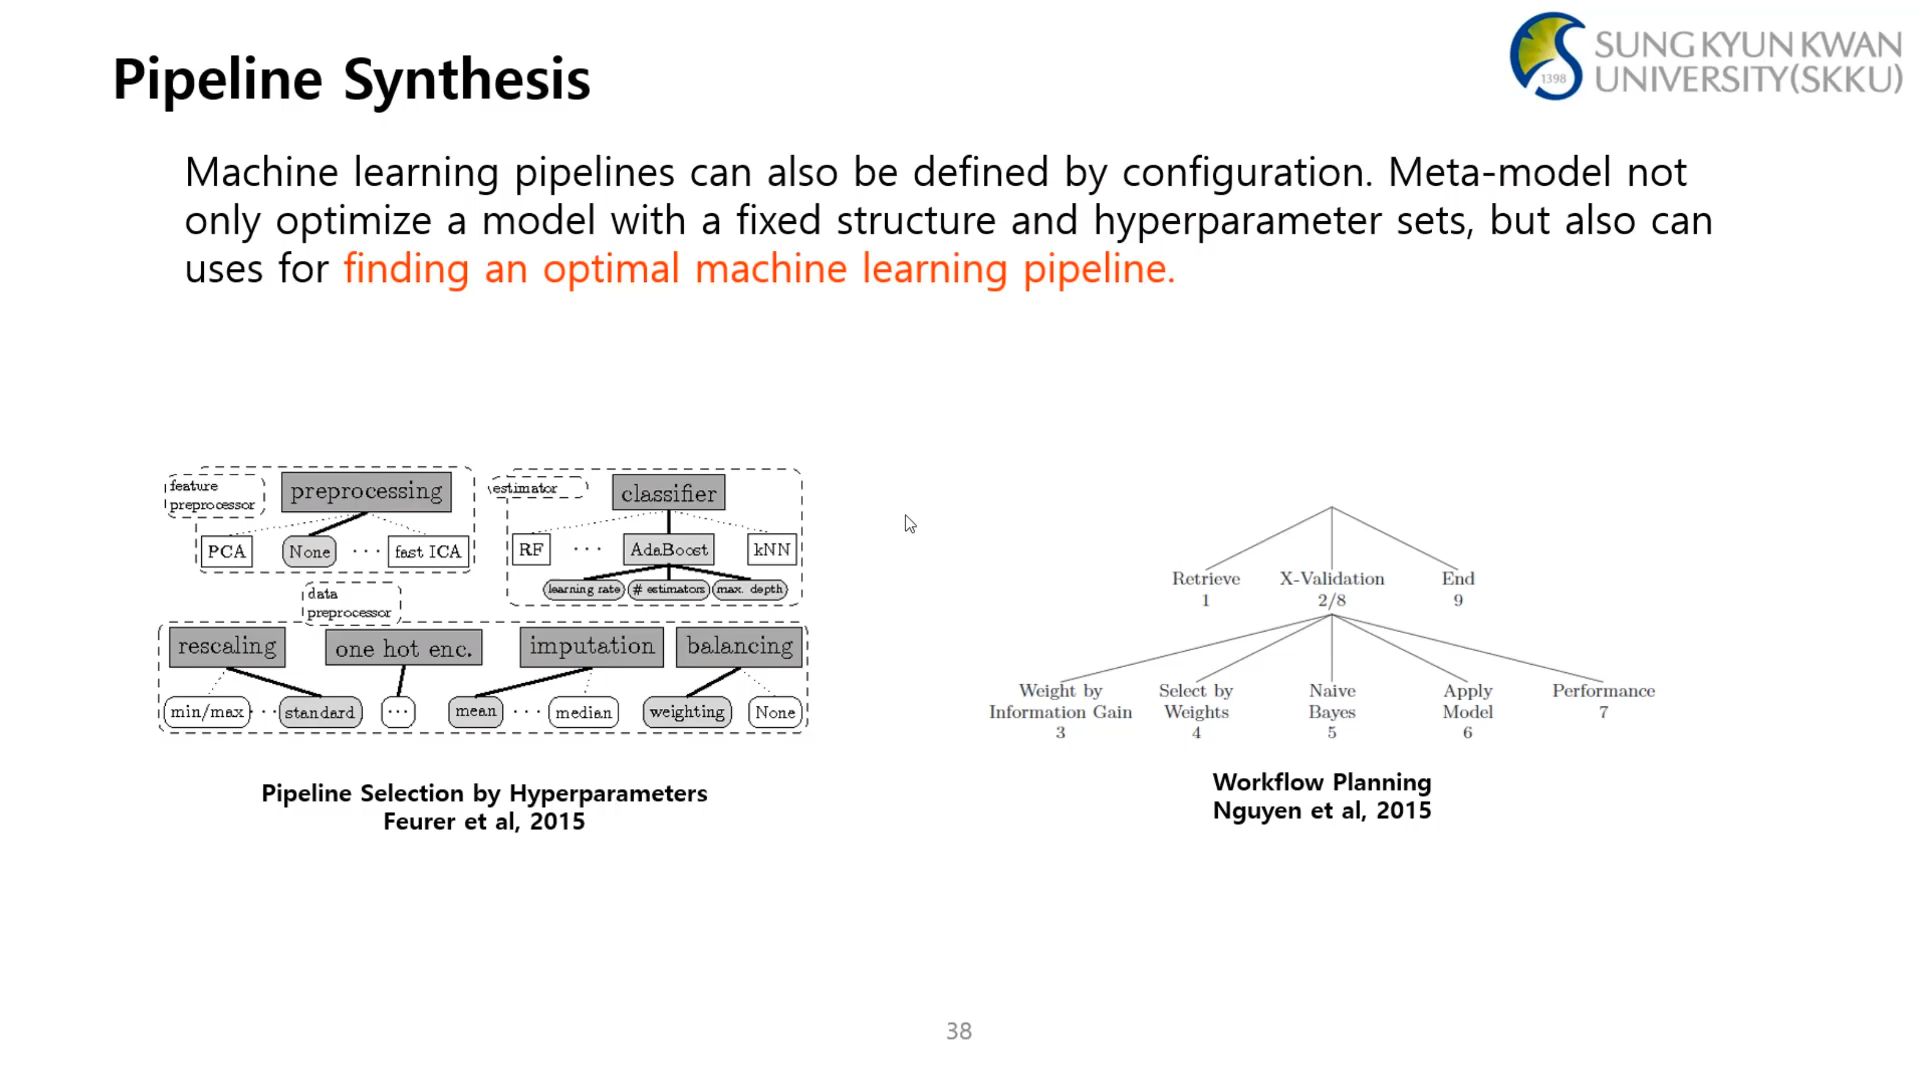 Pipeline Synthesis
SUNG KYUN KWAN
UNIVERSITY(SKKU)
1398
Machine learning pipelines can also be defined by configuration. Meta-model not
only optimize a model with a fixed structure and hyperparameter sets, but also can
uses for finding an optimal machine learning pipeline.
feature
preprocessor
preprocessing
PCA
None
···
fast ICA
estimator
classifier
RF
···
AdaBoost
kNN
learning rate
# estimators
max. depth
data
preprocessor
rescaling
one hot enc.
imputation
balancing
min/max
···
standard
···
mean
···
median
weighting
None
Pipeline Selection by Hyperparameters
Feurer et al, 2015
Retrieve
1
X-Validation
2/8
End
9
Weight by
Information Gain
3
Select by
Weights
4
Naive
Bayes
5
Apply
Model
6
Performance
7
Workflow Planning
Nguyen et al, 2015
38